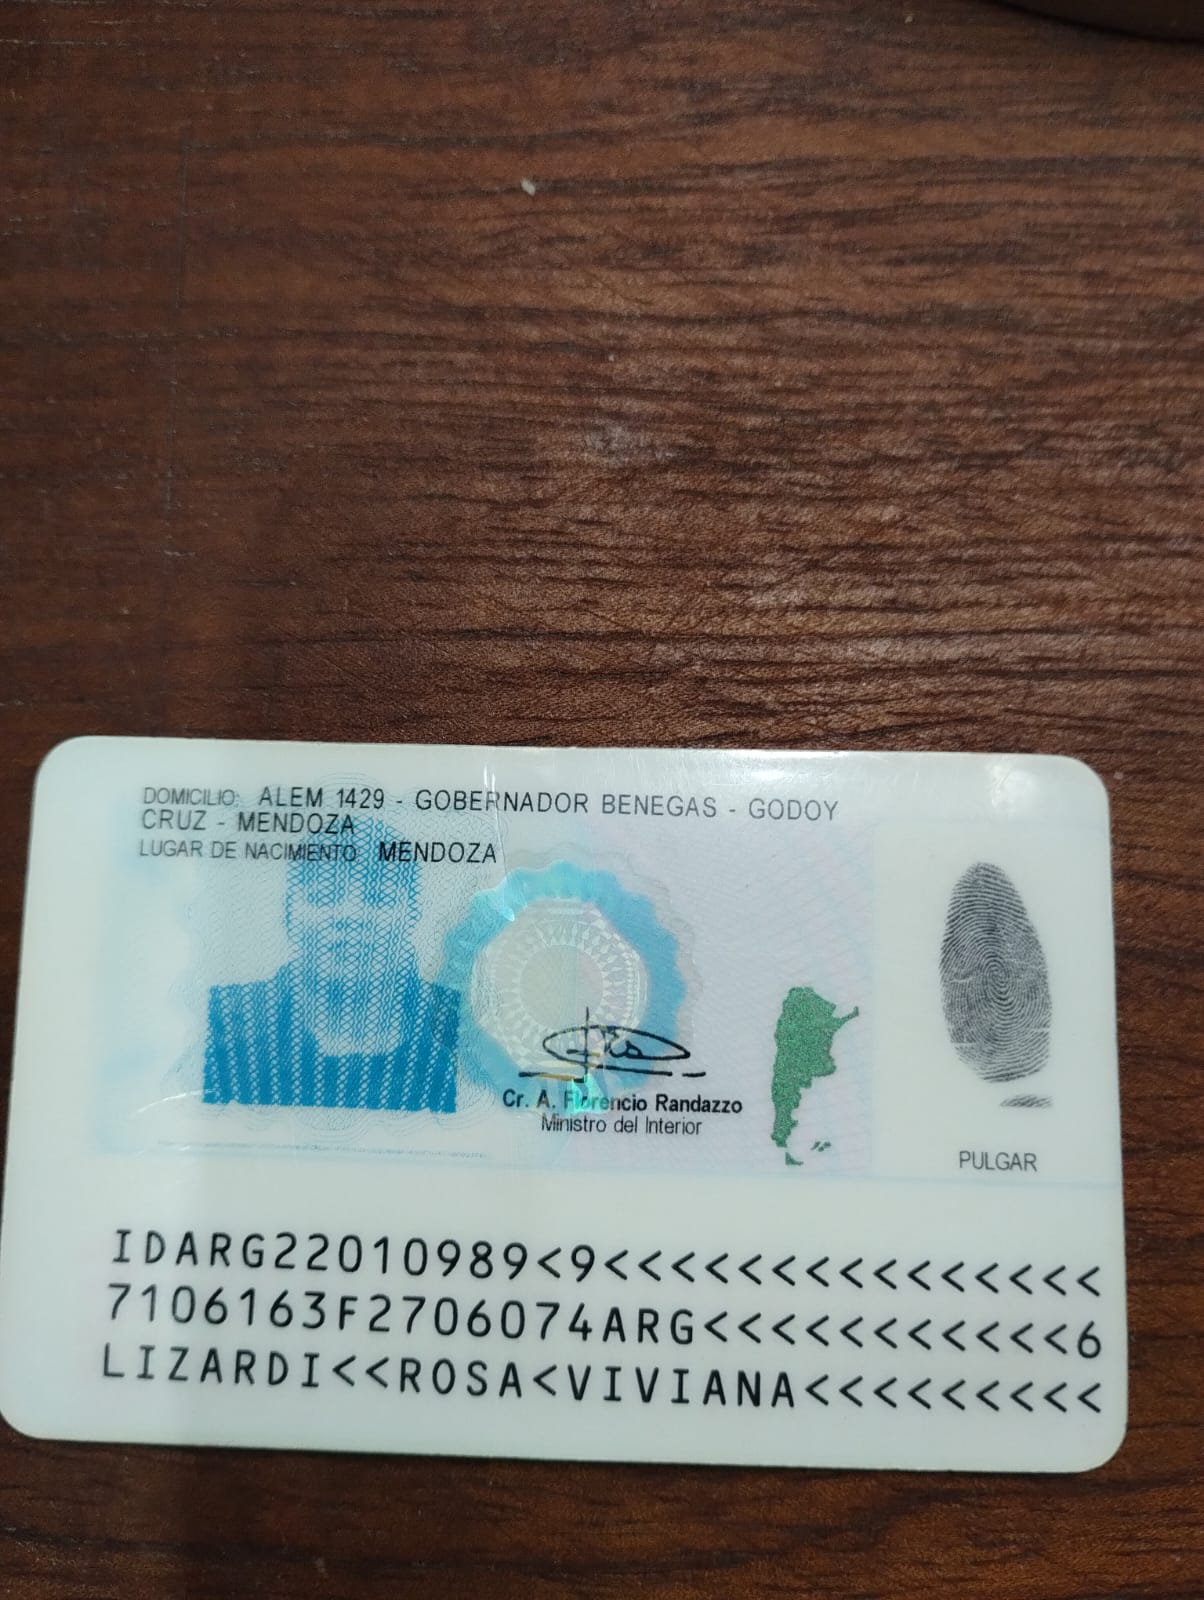 DOMICILIO: ALEM 1429 - GOBERNADOR BENEGAS - GODOY
CRUZ - MENDOZA
LUGAR DE NACIMIENTO MENDOZA
Cr. A. Florencio Randazzo
Ministro del Interior
PULGAR
IDARG22010989<9<<<<<<<<<<<<<<<
7106163F2706074ARG<<<<<<<<<<<6
LIZARDI<<ROSA<VIVIANA<<<<<<<<<